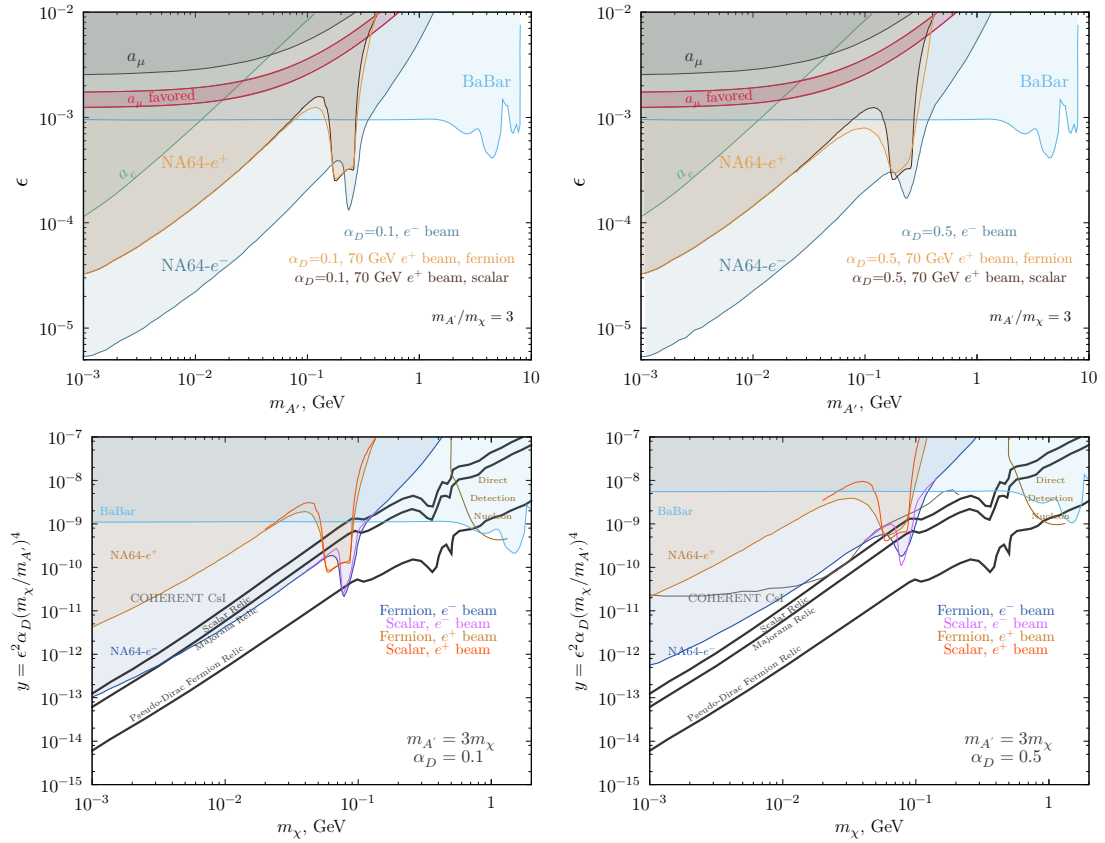 10⁻²
10⁻³
10⁻⁴
10⁻⁵
ϵ
a_μ
a_μ favored
a_e
BaBar
NA64-e⁺
NA64-e⁻
α_D=0.1, e⁻ beam
α_D=0.1, 70 GeV e⁺ beam, fermion
α_D=0.1, 70 GeV e⁺ beam, scalar
m_A′/m_χ = 3
10⁻³ 10⁻² 10⁻¹ 1 10
m_A′, GeV
10⁻²
10⁻³
10⁻⁴
10⁻⁵
ϵ
a_μ
a_μ favored
a_e
BaBar
NA64-e⁺
NA64-e⁻
α_D=0.5, e⁻ beam
α_D=0.5, 70 GeV e⁺ beam, fermion
α_D=0.5, 70 GeV e⁺ beam, scalar
m_A′/m_χ = 3
10⁻³ 10⁻² 10⁻¹ 1 10
m_A′, GeV
10⁻⁷
10⁻⁸
10⁻⁹
10⁻¹⁰
10⁻¹¹
10⁻¹²
10⁻¹³
10⁻¹⁴
10⁻¹⁵
y = ϵ²α_D(m_χ/m_A′)⁴
Direct
Detection
Nucleon
BaBar
NA64-e⁺
COHERENT CsI
NA64-e⁻
Scalar Relic
Majorana Relic
Pseudo-Dirac Fermion Relic
Fermion, e⁻ beam
Scalar, e⁻ beam
Fermion, e⁺ beam
Scalar, e⁺ beam
m_A′ = 3m_χ
α_D = 0.1
10⁻³ 10⁻² 10⁻¹ 1
m_χ, GeV
10⁻⁷
10⁻⁸
10⁻⁹
10⁻¹⁰
10⁻¹¹
10⁻¹²
10⁻¹³
10⁻¹⁴
10⁻¹⁵
y = ϵ²α_D(m_χ/m_A′)⁴
Direct
Detection
Nucleon
BaBar
NA64-e⁺
COHERENT CsI
NA64-e⁻
Scalar Relic
Majorana Relic
Pseudo-Dirac Fermion Relic
Fermion, e⁻ beam
Scalar, e⁻ beam
Fermion, e⁺ beam
Scalar, e⁺ beam
m_A′ = 3m_χ
α_D = 0.5
10⁻³ 10⁻² 10⁻¹ 1
m_χ, GeV